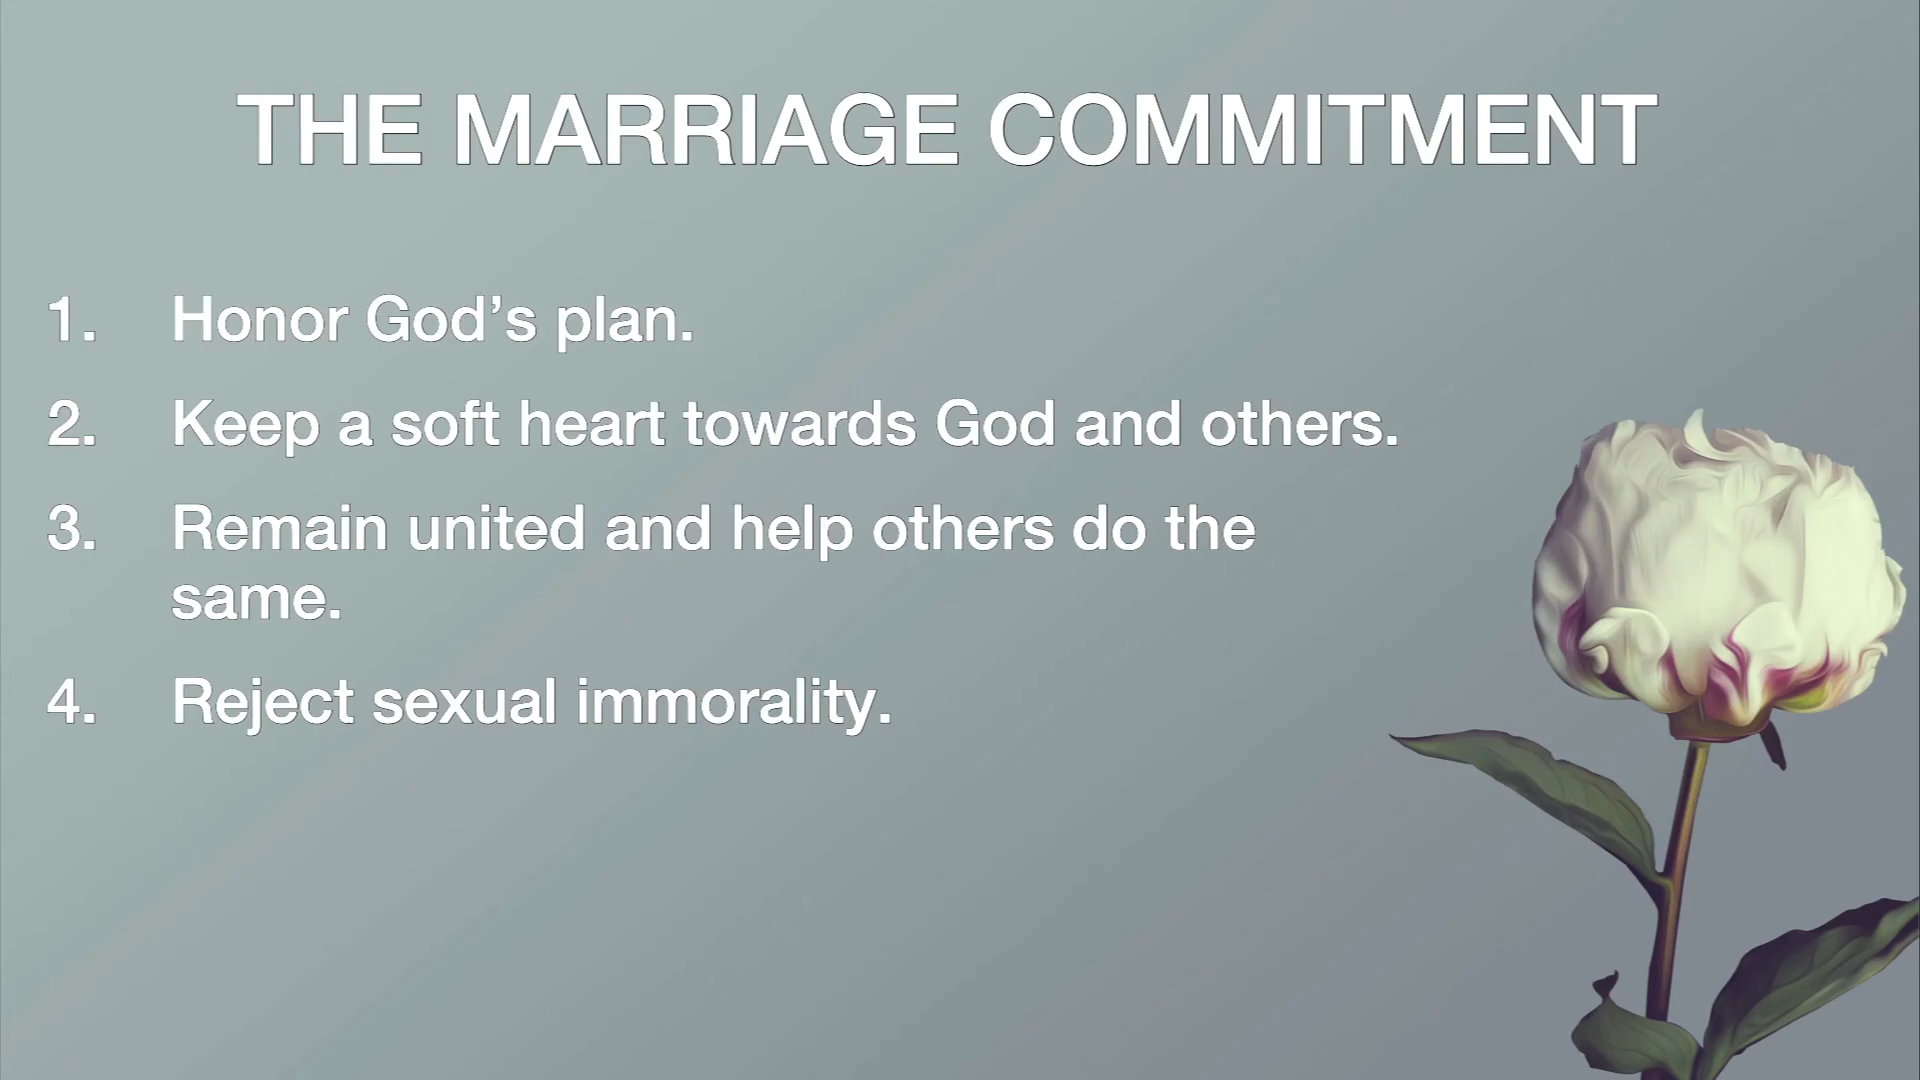 THE MARRIAGE COMMITMENT
1. Honor God’s plan.
2. Keep a soft heart towards God and others.
3. Remain united and help others do the
same.
4. Reject sexual immorality.